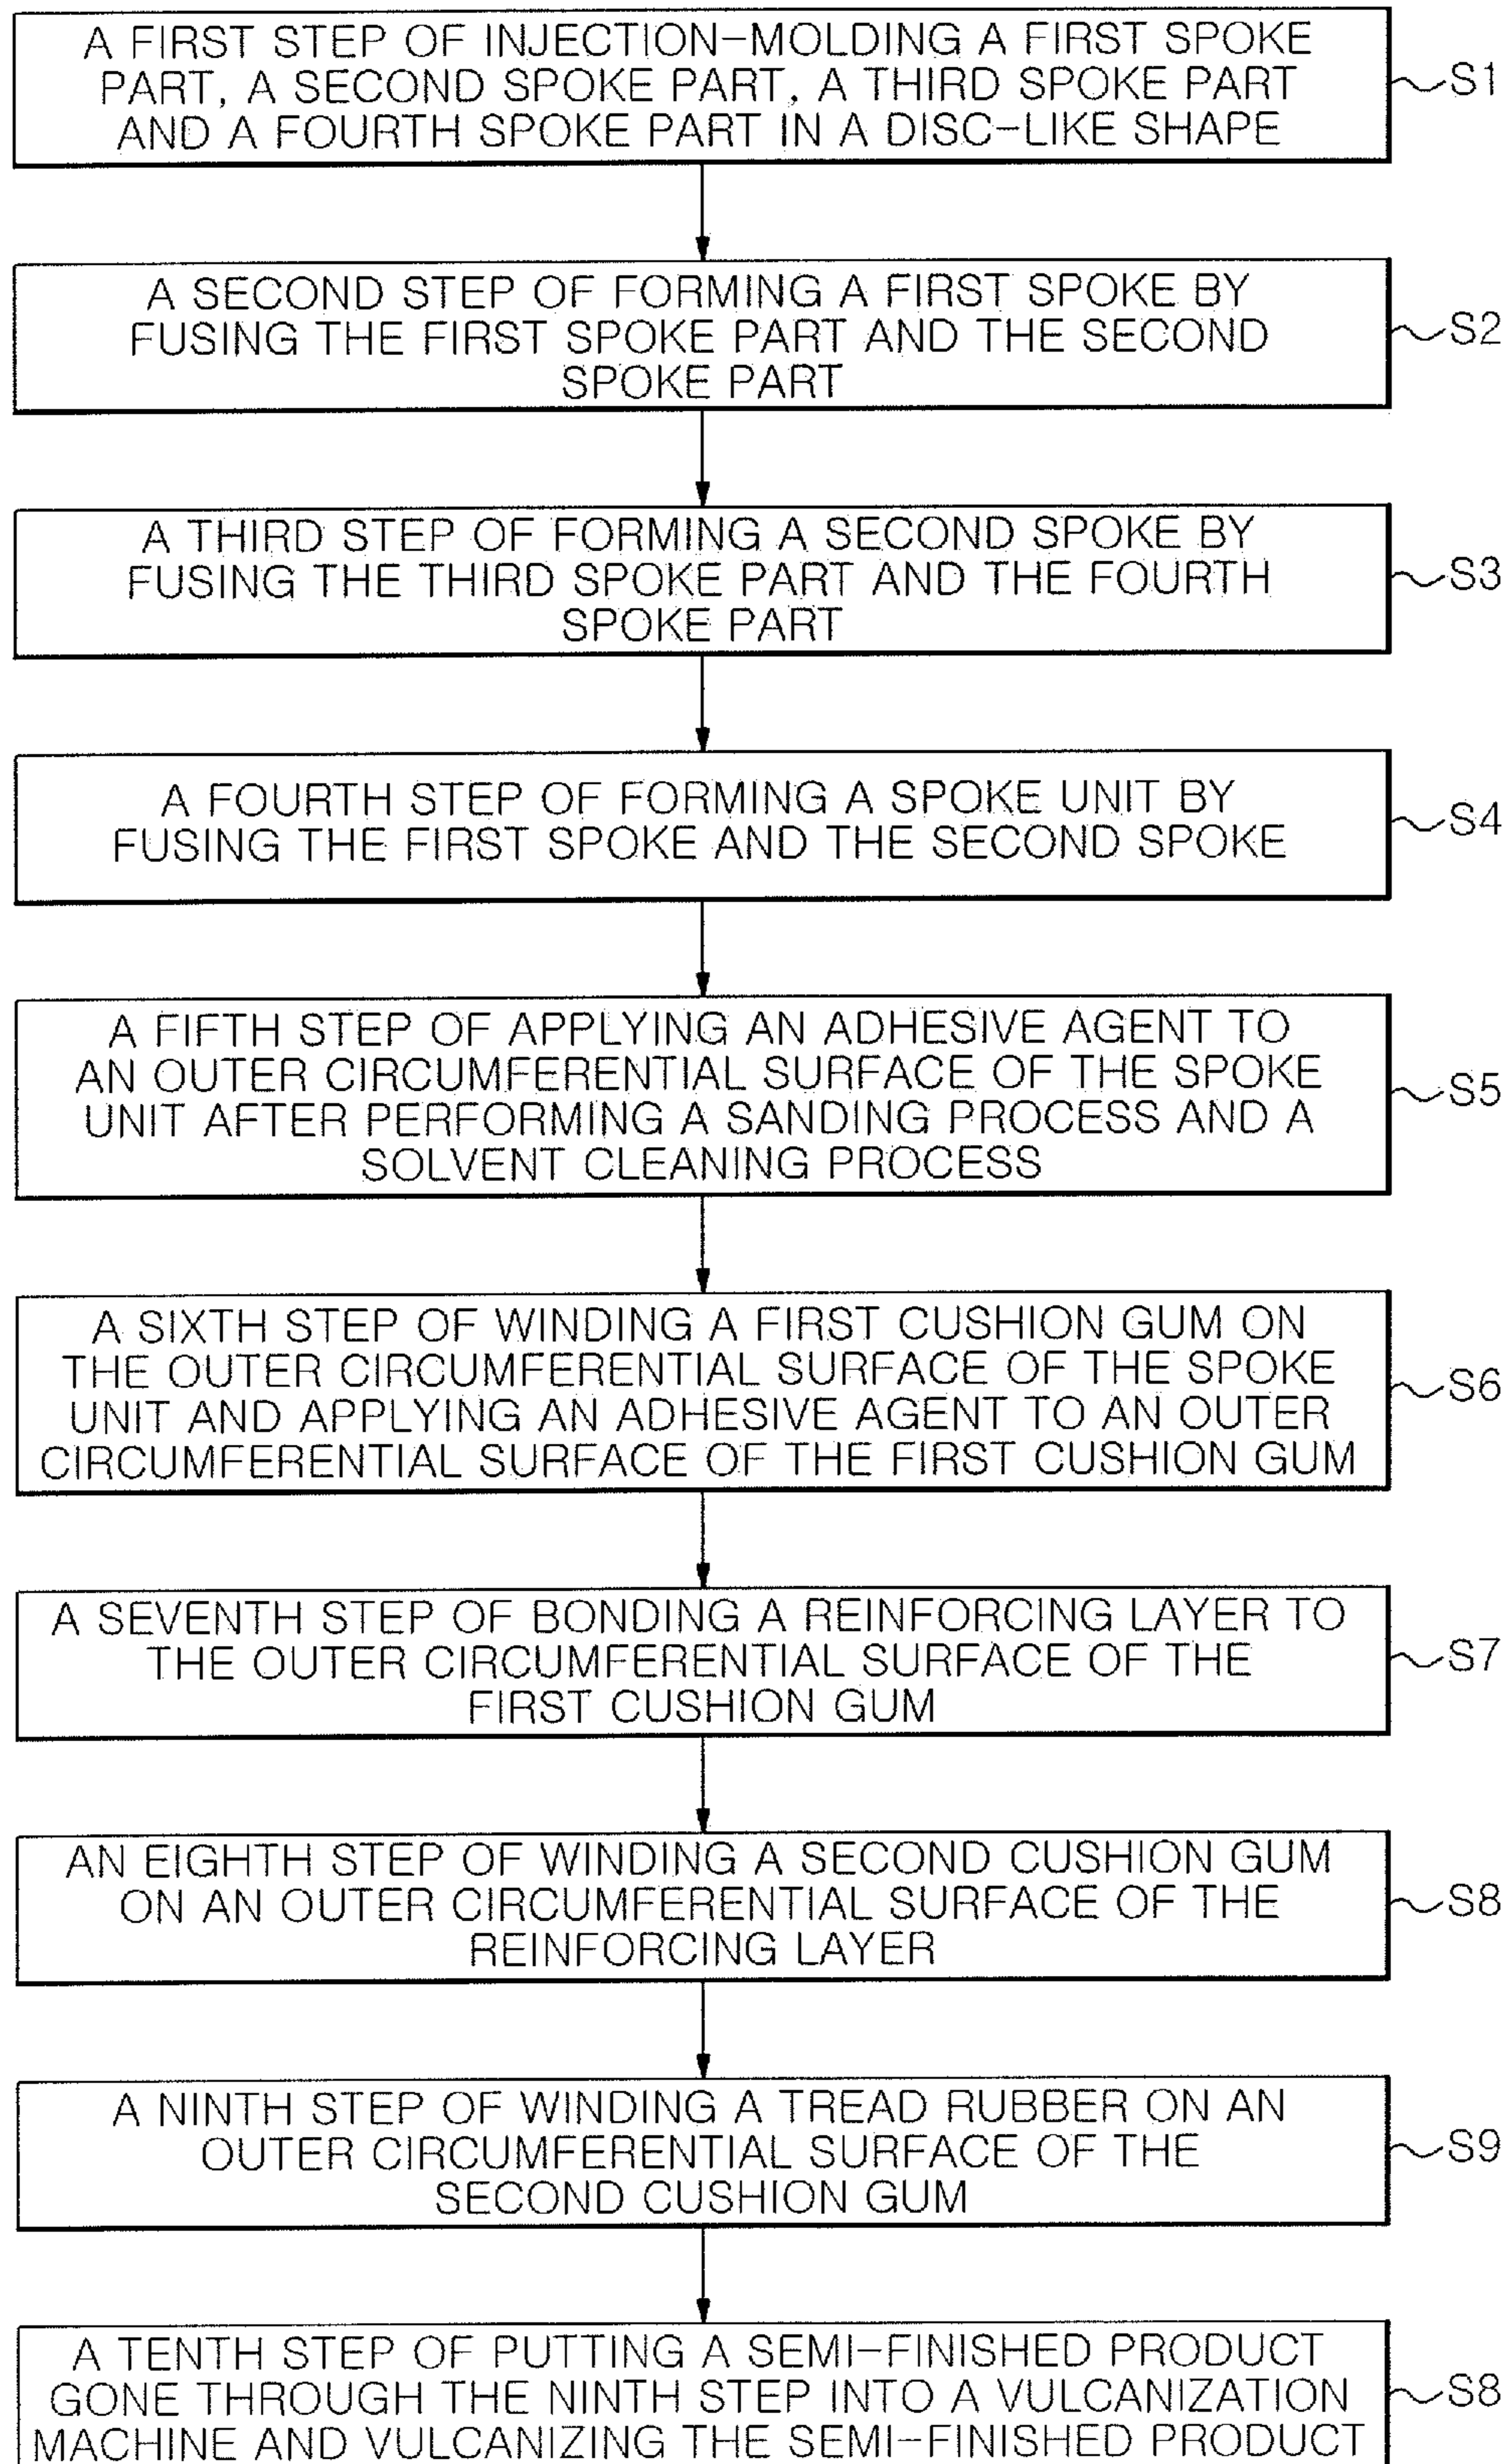 A FIRST STEP OF INJECTION-MOLDING A FIRST SPOKE
PART, A SECOND SPOKE PART, A THIRD SPOKE PART
AND A FOURTH SPOKE PART IN A DISC-LIKE SHAPE
S1
A SECOND STEP OF FORMING A FIRST SPOKE BY
FUSING THE FIRST SPOKE PART AND THE SECOND
SPOKE PART
S2
A THIRD STEP OF FORMING A SECOND SPOKE BY
FUSING THE THIRD SPOKE PART AND THE FOURTH
SPOKE PART
S3
A FOURTH STEP OF FORMING A SPOKE UNIT BY
FUSING THE FIRST SPOKE AND THE SECOND SPOKE
S4
A FIFTH STEP OF APPLYING AN ADHESIVE AGENT TO
AN OUTER CIRCUMFERENTIAL SURFACE OF THE SPOKE
UNIT AFTER PERFORMING A SANDING PROCESS AND A
SOLVENT CLEANING PROCESS
S5
A SIXTH STEP OF WINDING A FIRST CUSHION GUM ON
THE OUTER CIRCUMFERENTIAL SURFACE OF THE SPOKE
UNIT AND APPLYING AN ADHESIVE AGENT TO AN OUTER
CIRCUMFERENTIAL SURFACE OF THE FIRST CUSHION GUM
S6
A SEVENTH STEP OF BONDING A REINFORCING LAYER TO
THE OUTER CIRCUMFERENTIAL SURFACE OF THE
FIRST CUSHION GUM
S7
AN EIGHTH STEP OF WINDING A SECOND CUSHION GUM
ON AN OUTER CIRCUMFERENTIAL SURFACE OF THE
REINFORCING LAYER
S8
A NINTH STEP OF WINDING A TREAD RUBBER ON AN
OUTER CIRCUMFERENTIAL SURFACE OF THE
SECOND CUSHION GUM
S9
A TENTH STEP OF PUTTING A SEMI-FINISHED PRODUCT
GONE THROUGH THE NINTH STEP INTO A VULCANIZATION
MACHINE AND VULCANIZING THE SEMI-FINISHED PRODUCT
S8